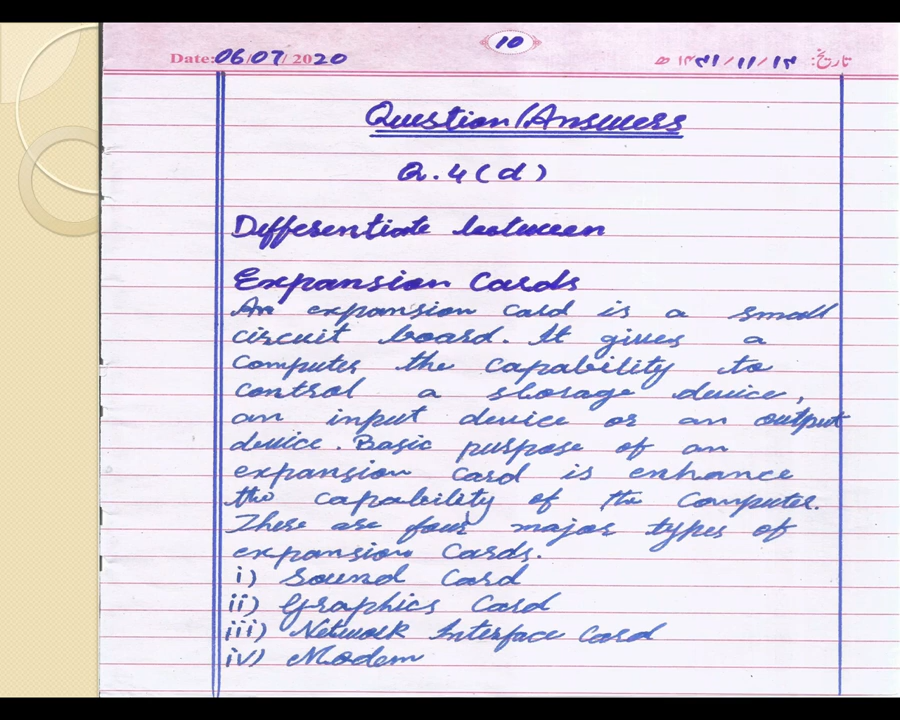 10
Date: 06/07/2020
تاریخ: ۱۴/۱۱/۱۴۴۱ ھ
Question/Answers
Q.4(d)
Differentiate between
Expansion Cards
An expansion card is a small
circuit board. It gives a
Computer the capability to
control a storage device,
an input device or an output
device. Basic purpose of an
expansion card is enhance
the capability of the Computer.
There are four major types of
expansion Cards.
i) Sound Card
ii) Graphics Card
iii) Network Interface Card
iv) Modem